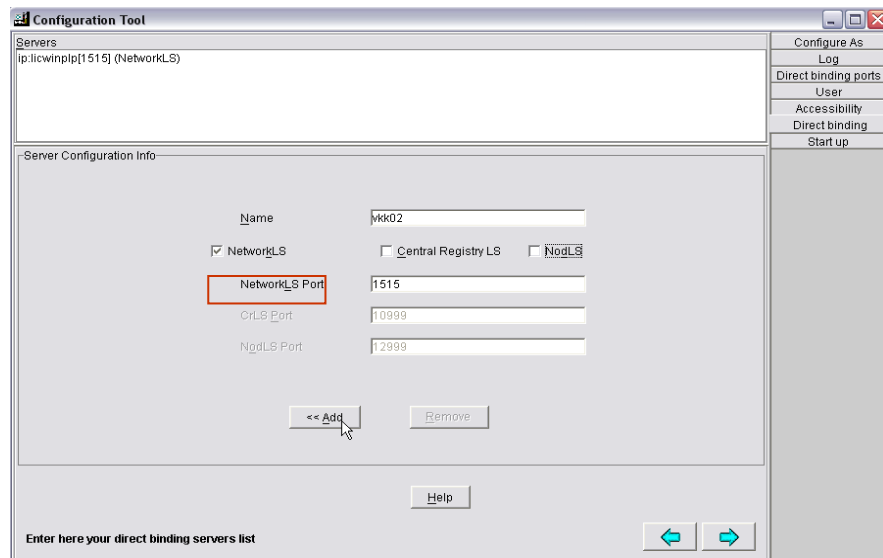 Configuration Tool
Servers
ip:licwinplp[1515] (NetworkLS)
Configure As
Log
Direct binding ports
User
Accessibility
Direct binding
Start up
Server Configuration Info
Name vkk02
NetworkLS Central Registry LS NodLS
NetworkLS Port 1515
CrLS Port 10999
NodLS Port 12999
<< Add Remove
Help
Enter here your direct binding servers list